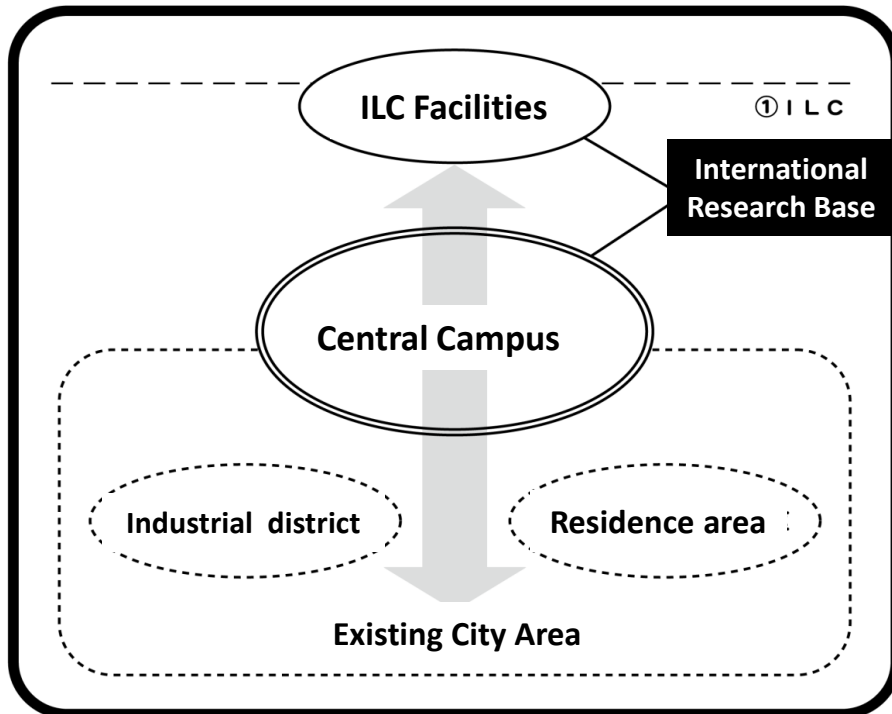 ILC Facilities
①ILC
International
Research Base
Central Campus
Industrial district
Residence area
Existing City Area